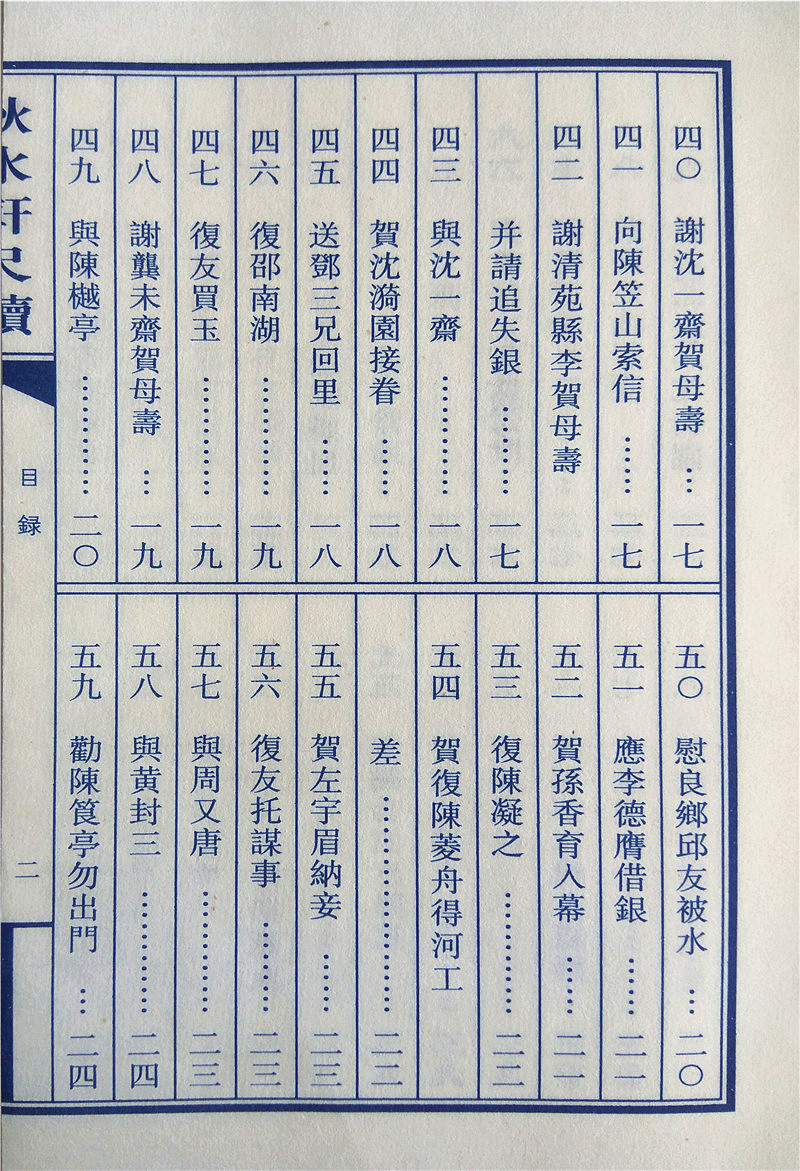 四〇　謝沈一齋賀母壽…一七
四一　向陳笠山索信……一七
四二　謝清苑縣李賀母壽
并請追失銀………一七
四三　與沈一齋…………一八
四四　賀沈漪園接眷……一八
四五　送鄧三兄回里……一八
四六　復邵南湖…………一九
四七　復友買玉…………一九
四八　謝龔未齋賀母壽…一九
四九　與陳樾亭…………二〇
五〇　慰良鄉邱友被水…二〇
五一　應李德膺借銀……二一
五二　賀孫香育入幕……二一
五三　復陳凝之…………二二
五四　賀復陳菱舟得河工
差…………………二二
五五　賀左宇眉納妾……二三
五六　復友托謀事………二三
五七　與周又唐…………二三
五八　與黄封三…………二四
五九　勸陳筤亭勿出門…二四
秋水軒尺牘
目録
二